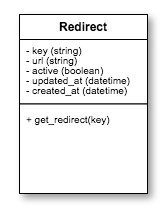 Redirect
- key (string)
- url (string)
- active (boolean)
- updated_at (datetime)
- created_at (datetime)
+ get_redirect(key)